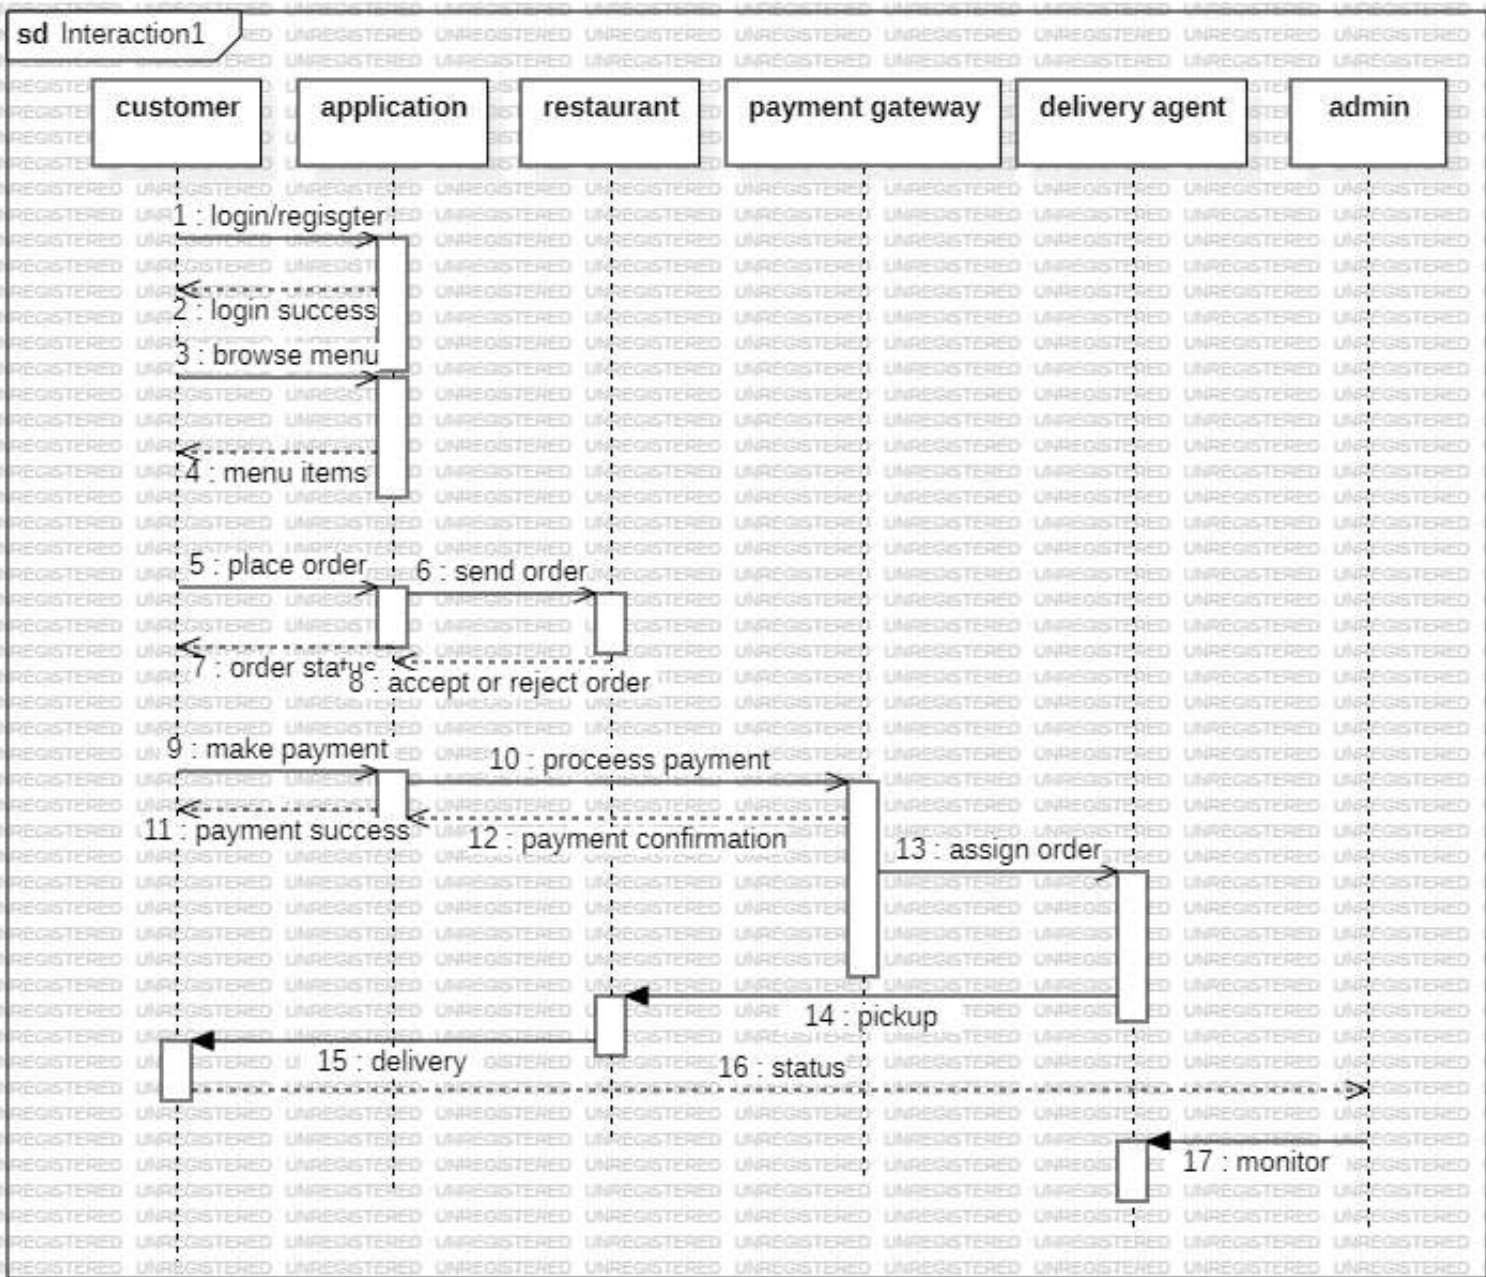 sd Interaction1
customer
application
restaurant
payment gateway
delivery agent
admin
1 : login/regisgter
2 : login success
3 : browse menu
4 : menu items
5 : place order
6 : send order
7 : order status
8 : accept or reject order
9 : make payment
10 : proceess payment
11 : payment success
12 : payment confirmation
13 : assign order
14 : pickup
15 : delivery
16 : status
17 : monitor
UNREGISTERED